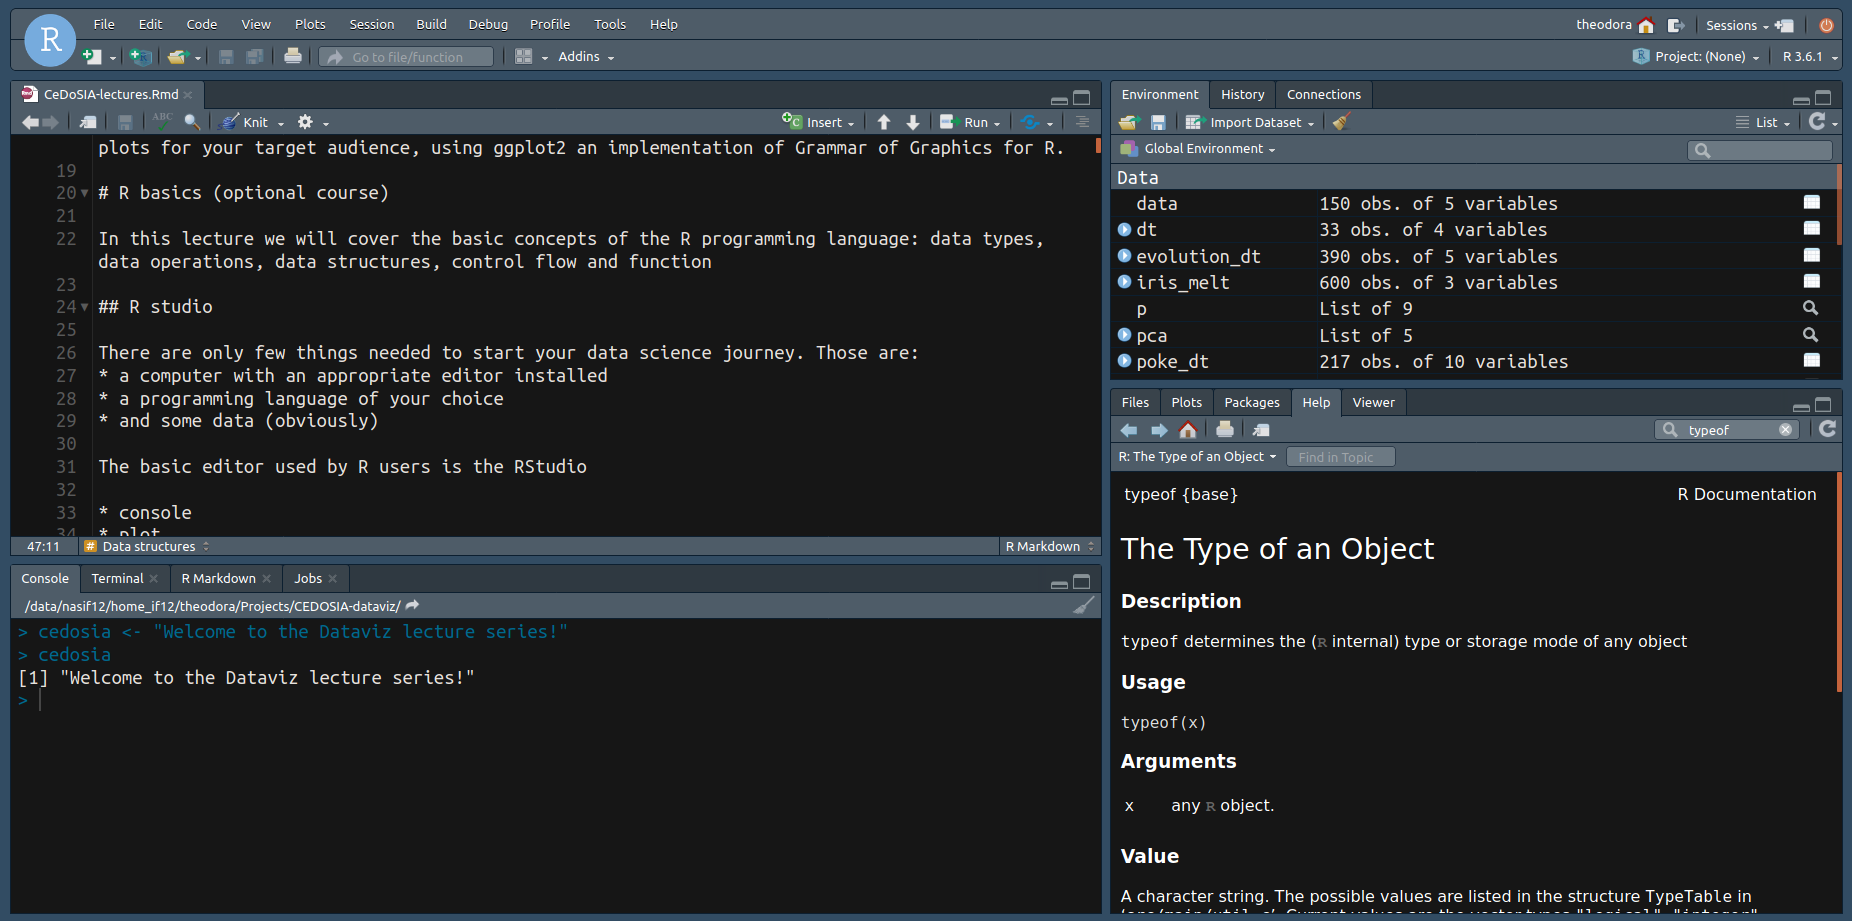 R
File Edit Code View Plots Session Build Debug Profile Tools Help
theodora Sessions
Go to file/function Addins
Project: (None) R 3.6.1
CeDoSIA-lectures.Rmd
ABC Knit Insert Run
plots for your target audience, using ggplot2 an implementation of Grammar of Graphics for R.
19
20 # R basics (optional course)
21
22 In this lecture we will cover the basic concepts of the R programming language: data types,
data operations, data structures, control flow and function
23
24 ## R studio
25
26 There are only few things needed to start your data science journey. Those are:
27 * a computer with an appropriate editor installed
28 * a programming language of your choice
29 * and some data (obviously)
30
31 The basic editor used by R users is the RStudio
32
33 * console
34 * plot
47:11 # Data structures R Markdown
Console Terminal R Markdown Jobs
/data/nasif12/home_if12/theodora/Projects/CEDOSIA-dataviz/
> cedosia <- "Welcome to the Dataviz lecture series!"
> cedosia
[1] "Welcome to the Dataviz lecture series!"
>
Environment History Connections
Import Dataset List
Global Environment
Data
data 150 obs. of 5 variables
dt 33 obs. of 4 variables
evolution_dt 390 obs. of 5 variables
iris_melt 600 obs. of 3 variables
p List of 9
pca List of 5
poke_dt 217 obs. of 10 variables
Files Plots Packages Help Viewer
typeof
R: The Type of an Object Find in Topic
typeof {base} R Documentation
The Type of an Object
Description
typeof determines the (R internal) type or storage mode of any object
Usage
typeof(x)
Arguments
x any R object.
Value
A character string. The possible values are listed in the structure TypeTable in